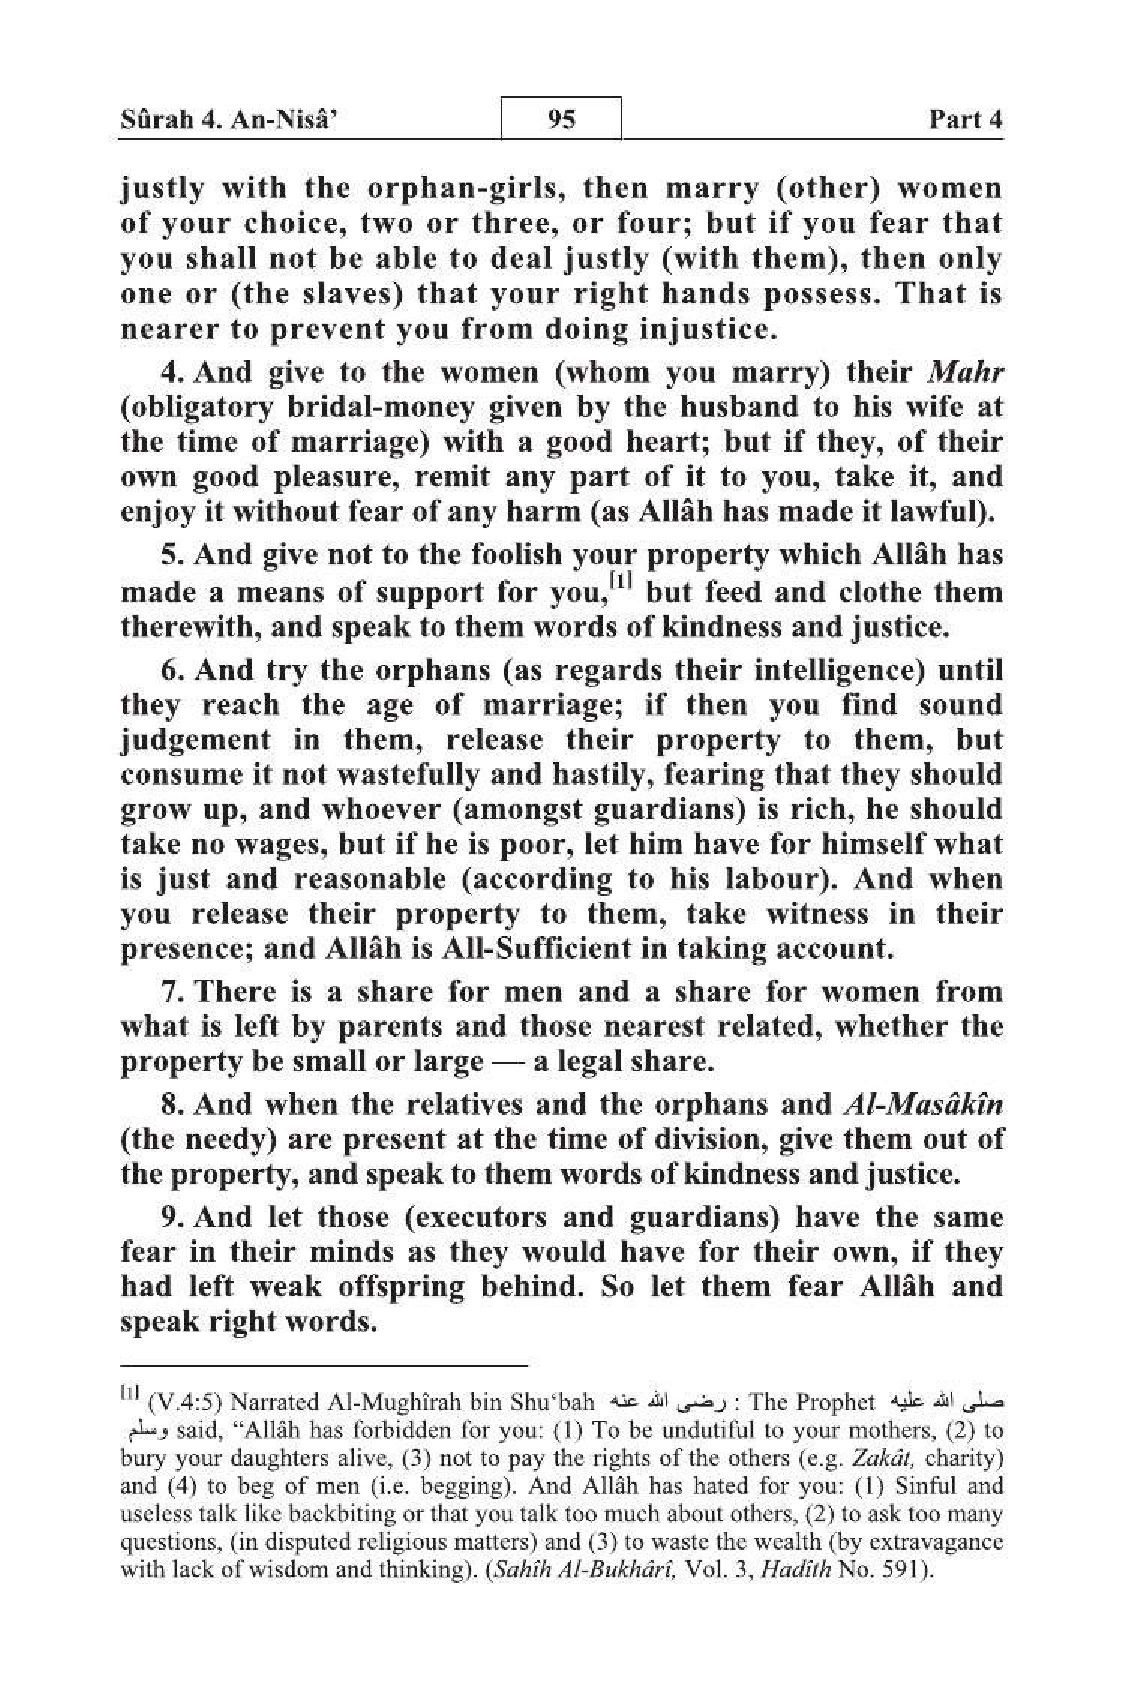 Sûrah 4. An-Nisâ’ 95 Part 4
justly with the orphan-girls, then marry (other) women
of your choice, two or three, or four; but if you fear that
you shall not be able to deal justly (with them), then only
one or (the slaves) that your right hands possess. That is
nearer to prevent you from doing injustice.
4. And give to the women (whom you marry) their Mahr
(obligatory bridal-money given by the husband to his wife at
the time of marriage) with a good heart; but if they, of their
own good pleasure, remit any part of it to you, take it, and
enjoy it without fear of any harm (as Allâh has made it lawful).
5. And give not to the foolish your property which Allâh has
made a means of support for you,[1] but feed and clothe them
therewith, and speak to them words of kindness and justice.
6. And try the orphans (as regards their intelligence) until
they reach the age of marriage; if then you find sound
judgement in them, release their property to them, but
consume it not wastefully and hastily, fearing that they should
grow up, and whoever (amongst guardians) is rich, he should
take no wages, but if he is poor, let him have for himself what
is just and reasonable (according to his labour). And when
you release their property to them, take witness in their
presence; and Allâh is All-Sufficient in taking account.
7. There is a share for men and a share for women from
what is left by parents and those nearest related, whether the
property be small or large — a legal share.
8. And when the relatives and the orphans and Al-Masâkîn
(the needy) are present at the time of division, give them out of
the property, and speak to them words of kindness and justice.
9. And let those (executors and guardians) have the same
fear in their minds as they would have for their own, if they
had left weak offspring behind. So let them fear Allâh and
speak right words.
[1] (V.4:5) Narrated Al-Mughîrah bin Shu‘bah رضى الله عنه : The Prophet صلى الله عليه
وسلم said, “Allâh has forbidden for you: (1) To be undutiful to your mothers, (2) to
bury your daughters alive, (3) not to pay the rights of the others (e.g. Zakât, charity)
and (4) to beg of men (i.e. begging). And Allâh has hated for you: (1) Sinful and
useless talk like backbiting or that you talk too much about others, (2) to ask too many
questions, (in disputed religious matters) and (3) to waste the wealth (by extravagance
with lack of wisdom and thinking). (Sahîh Al-Bukhârî, Vol. 3, Hadîth No. 591).